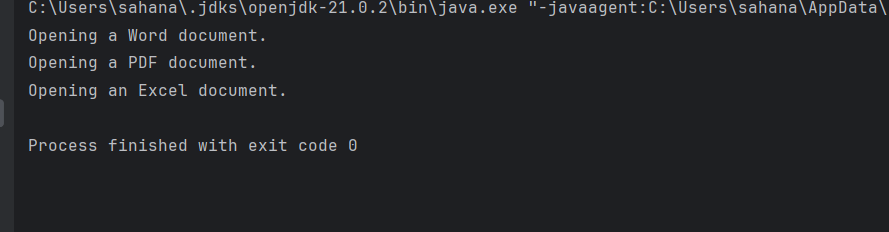 C:\Users\sahana\.jdks\openjdk-21.0.2\bin\java.exe "-javaagent:C:\Users\sahana\AppData\
Opening a Word document.
Opening a PDF document.
Opening an Excel document.
Process finished with exit code 0